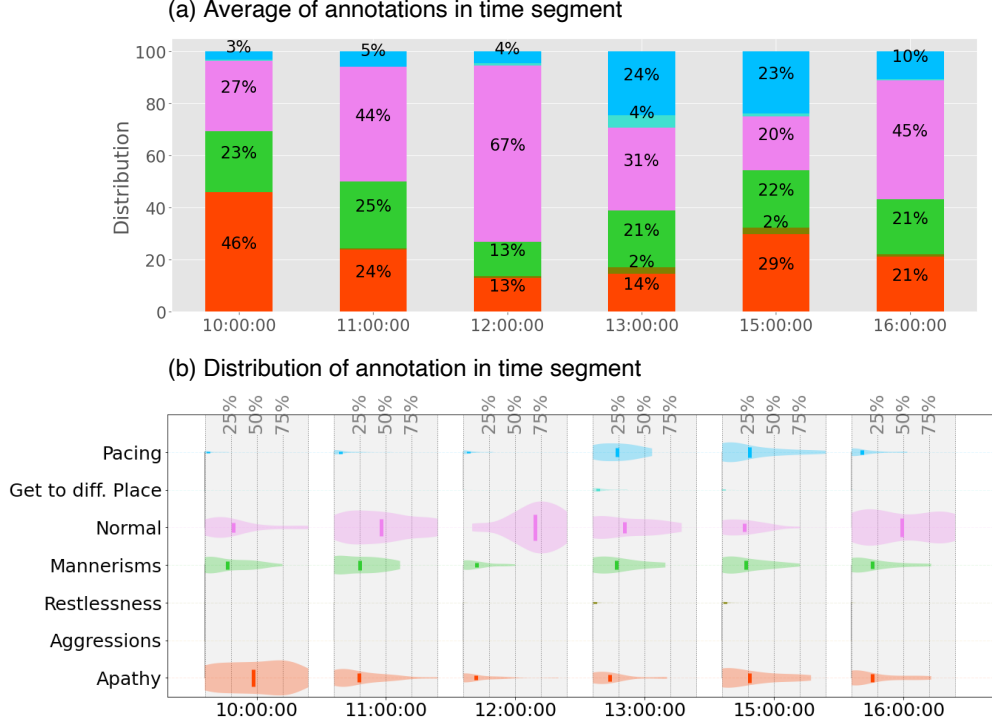 (a) Average of annotations in time segment
Distribution
100
80
60
40
20
0
3%
27%
23%
46%
5%
44%
25%
24%
4%
67%
13%
13%
24%
4%
31%
21%
2%
14%
23%
20%
22%
2%
29%
10%
45%
21%
21%
10:00:00 11:00:00 12:00:00 13:00:00 15:00:00 16:00:00
(b) Distribution of annotation in time segment
25% 50% 75% 25% 50% 75% 25% 50% 75% 25% 50% 75% 25% 50% 75% 25% 50% 75%
Pacing
Get to diff. Place
Normal
Mannerisms
Restlessness
Aggressions
Apathy
10:00:00 11:00:00 12:00:00 13:00:00 15:00:00 16:00:00